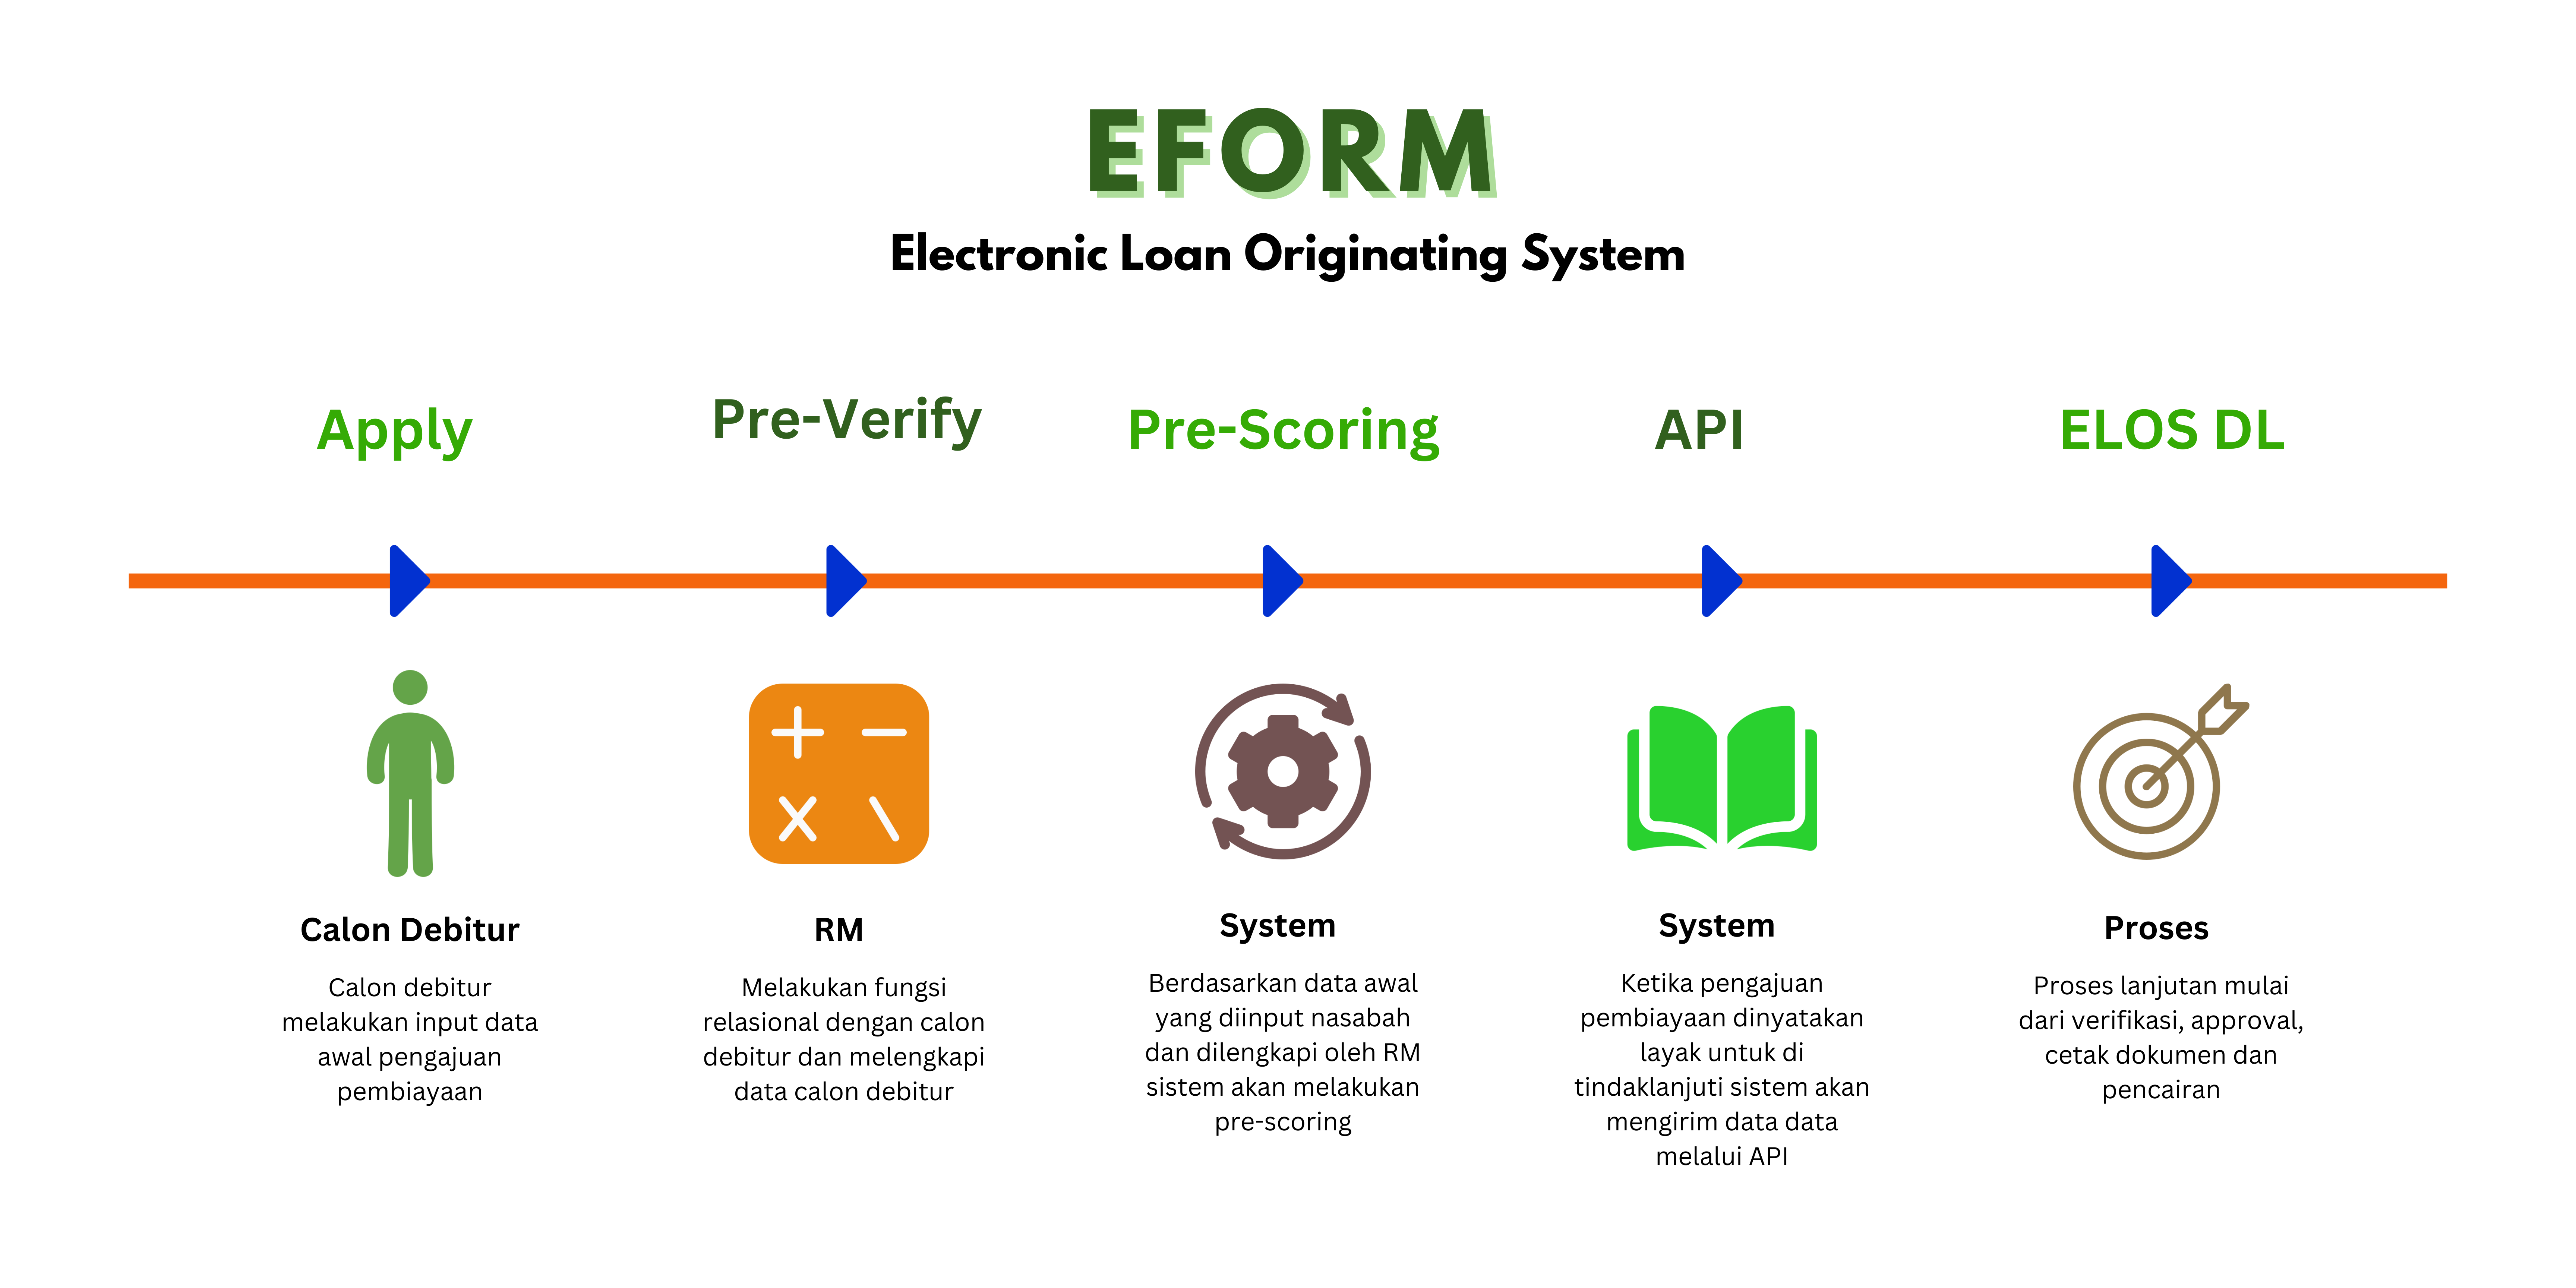 EFORM
Electronic Loan Originating System
Apply
Pre-Verify
Pre-Scoring
API
ELOS DL
Calon Debitur
Calon debitur
melakukan input data
awal pengajuan
pembiayaan
RM
Melakukan fungsi
relasional dengan calon
debitur dan melengkapi
data calon debitur
System
Berdasarkan data awal
yang diinput nasabah
dan dilengkapi oleh RM
sistem akan melakukan
pre-scoring
System
Ketika pengajuan
pembiayaan dinyatakan
layak untuk di
tindaklanjuti sistem akan
mengirim data data
melalui API
Proses
Proses lanjutan mulai
dari verifikasi, approval,
cetak dokumen dan
pencairan